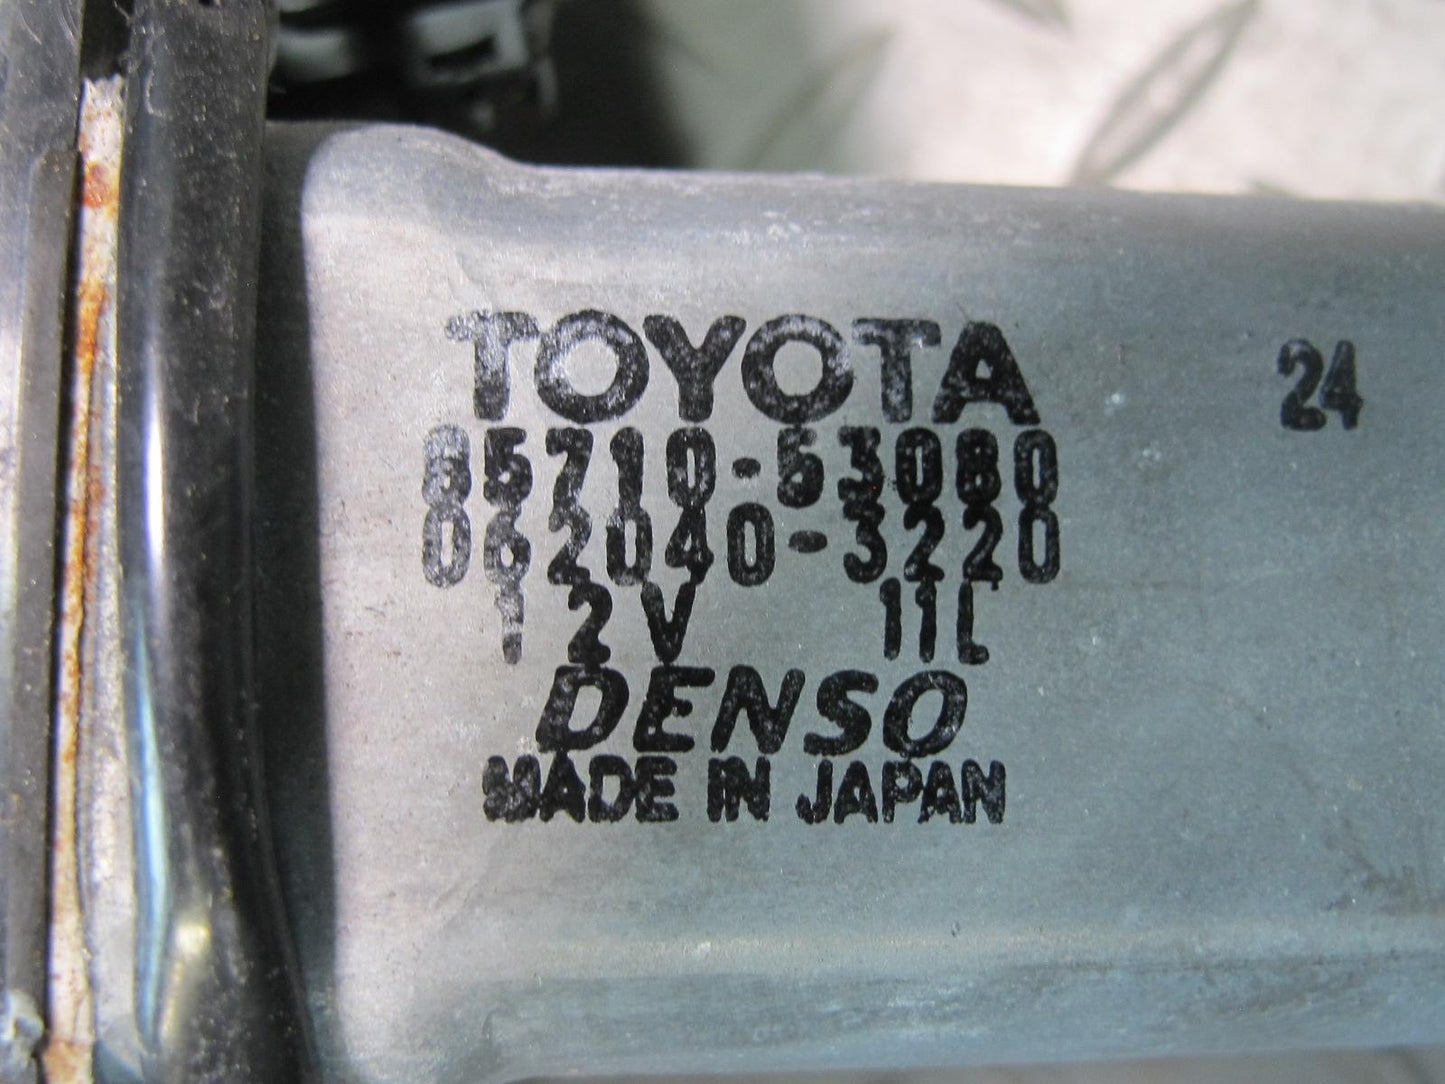 TOYOTA 24
85710-53080
062040-3220
12V 11L
DENSO
MADE IN JAPAN